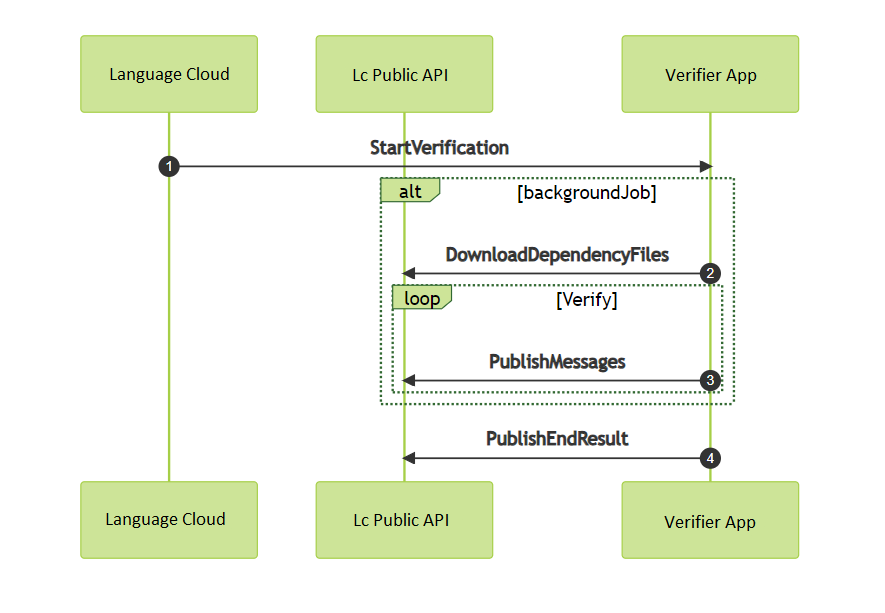 Language Cloud
Lc Public API
Verifier App
StartVerification
1
alt
[backgroundJob]
DownloadDependencyFiles
2
loop
[Verify]
PublishMessages
3
PublishEndResult
4
Language Cloud
Lc Public API
Verifier App